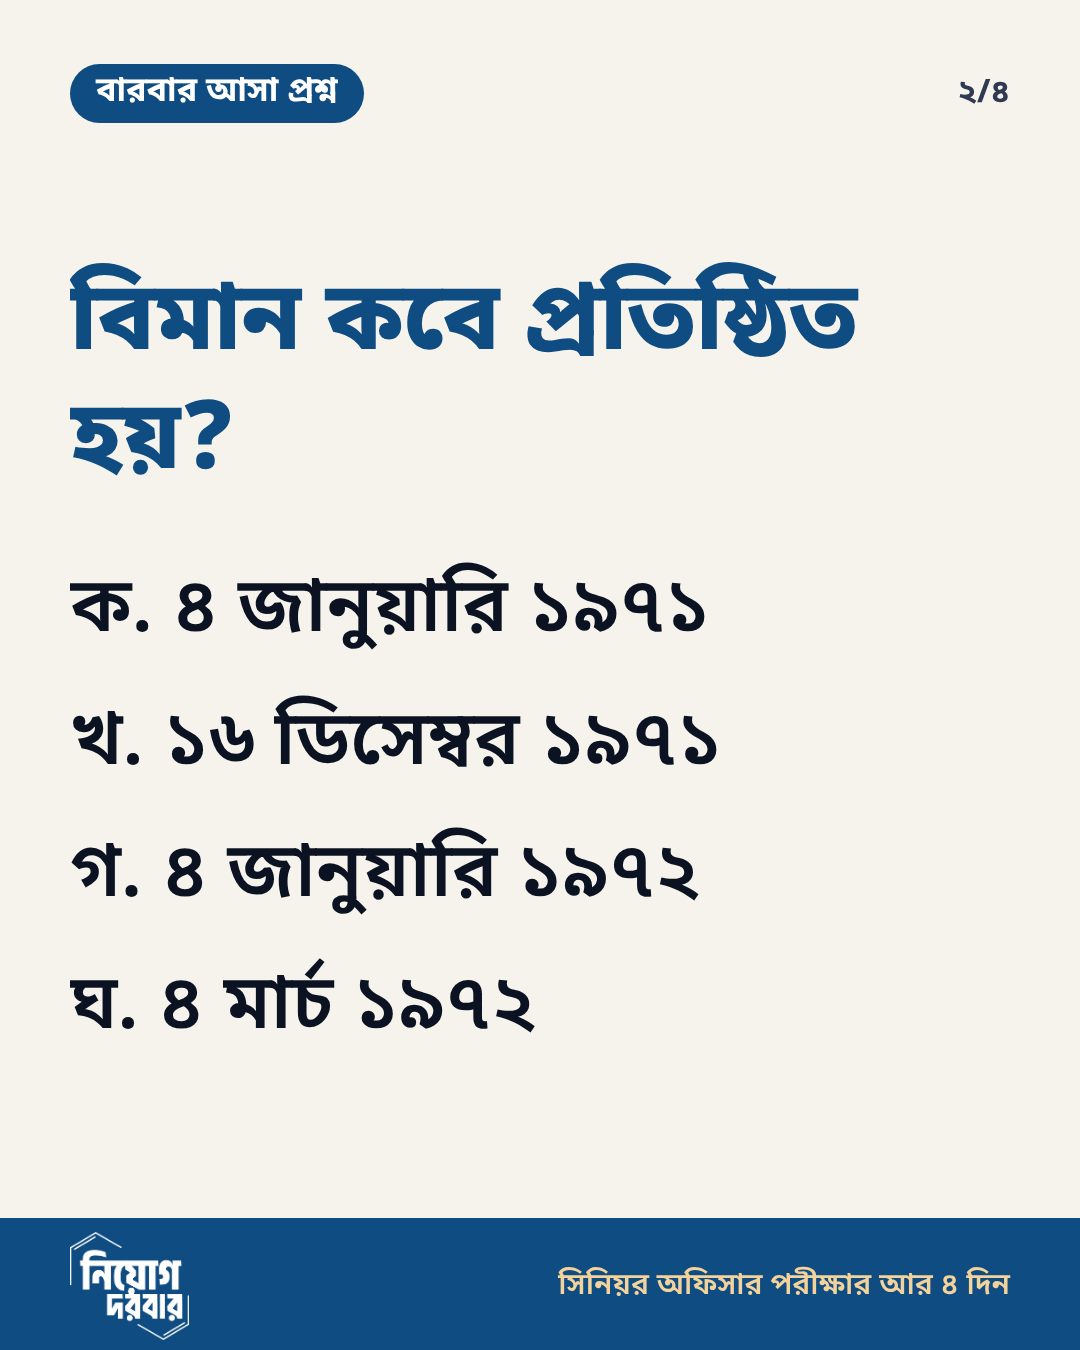 বারবার আসা প্রশ্ন
২/৪
বিমান কবে প্রতিষ্ঠিত
হয়?
ক. ৪ জানুয়ারি ১৯৭১
খ. ১৬ ডিসেম্বর ১৯৭১
গ. ৪ জানুয়ারি ১৯৭২
ঘ. ৪ মার্চ ১৯৭২
নিয়োগ
দরবার
সিনিয়র অফিসার পরীক্ষার আর ৪ দিন